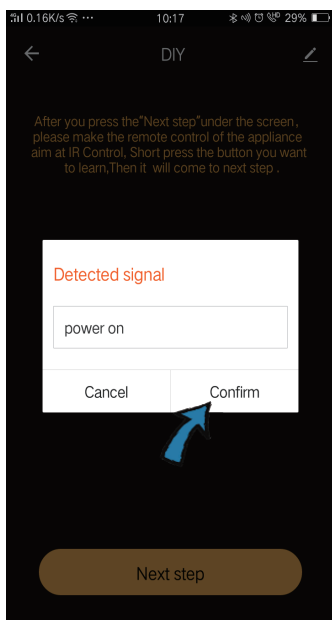 4G 0.16K/s ... 10:17 29%
DIY
After you press the"Next step"under the screen,
please make the remote control of the appliance
aim at IR Control, Short press the button you want
to learn,Then it will come to next step .
Detected signal
power on
Cancel Confirm
Next step